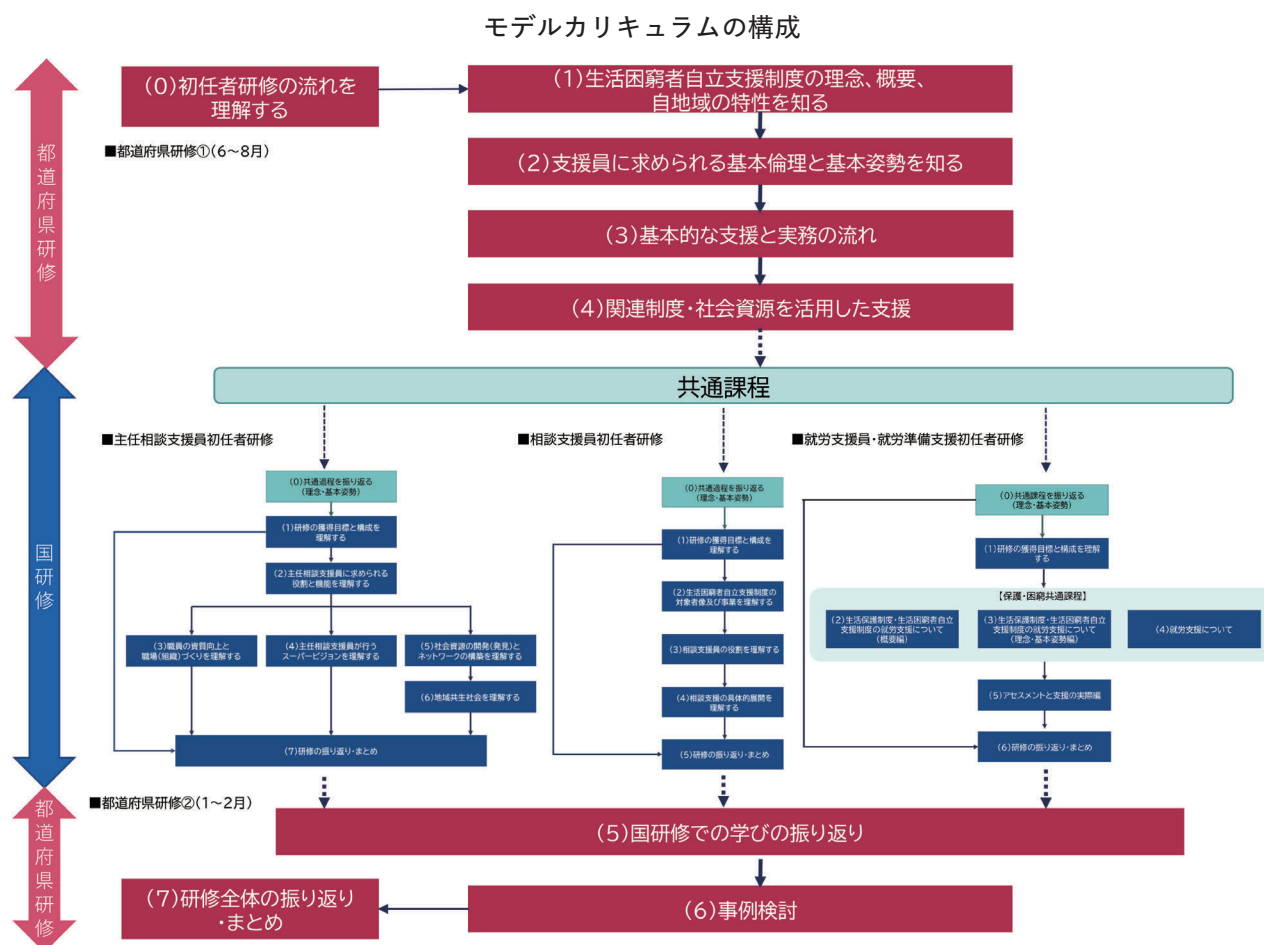 モデルカリキュラムの構成
都道府県研修
(0)初任者研修の流れを
理解する
(1)生活困窮者自立支援制度の理念、概要、
自地域の特性を知る
■都道府県研修①(6~8月)
(2)支援員に求められる基本倫理と基本姿勢を知る
(3)基本的な支援と実務の流れ
(4)関連制度・社会資源を活用した支援
国研修
共通課程
■主任相談支援員初任者研修
(0)共通過程を振り返る
(理念・基本姿勢)
(1)研修の獲得目標と構成を
理解する
(2)主任相談支援員に求められる
役割と機能を理解する
(3)職員の資質向上と
職場(組織)づくりを理解する
(4)主任相談支援員が行う
スーパービジョンを理解する
(5)社会資源の開発(発見)と
ネットワークの構築を理解する
(6)地域共生社会を理解する
(7)研修の振り返り・まとめ
■相談支援員初任者研修
(0)共通過程を振り返る
(理念・基本姿勢)
(1)研修の獲得目標と構成を
理解する
(2)生活困窮者自立支援制度の
対象者像及び事業を理解する
(3)相談支援員の役割を理解する
(4)相談支援の具体的展開を
理解する
(5)研修の振り返り・まとめ
■就労支援員・就労準備支援初任者研修
(0)共通課程を振り返る
(理念・基本姿勢)
(1)研修の獲得目標と構成を理解
する
【保護・困窮共通課程】
(2)生活保護制度・生活困窮者自立
支援制度の就労支援について
(概要編)
(3)生活保護制度・生活困窮者自立
支援制度の就労支援について
(理念・基本姿勢編)
(4)就労支援について
(5)アセスメントと支援の実際編
(6)研修の振り返り・まとめ
都道府県研修
■都道府県研修②(1~2月)
(5)国研修での学びの振り返り
(6)事例検討
(7)研修全体の振り返り
・まとめ